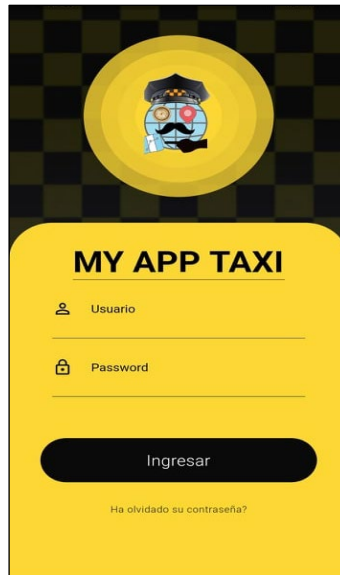 MY APP TAXI
Usuario
Password
Ingresar
Ha olvidado su contraseña?